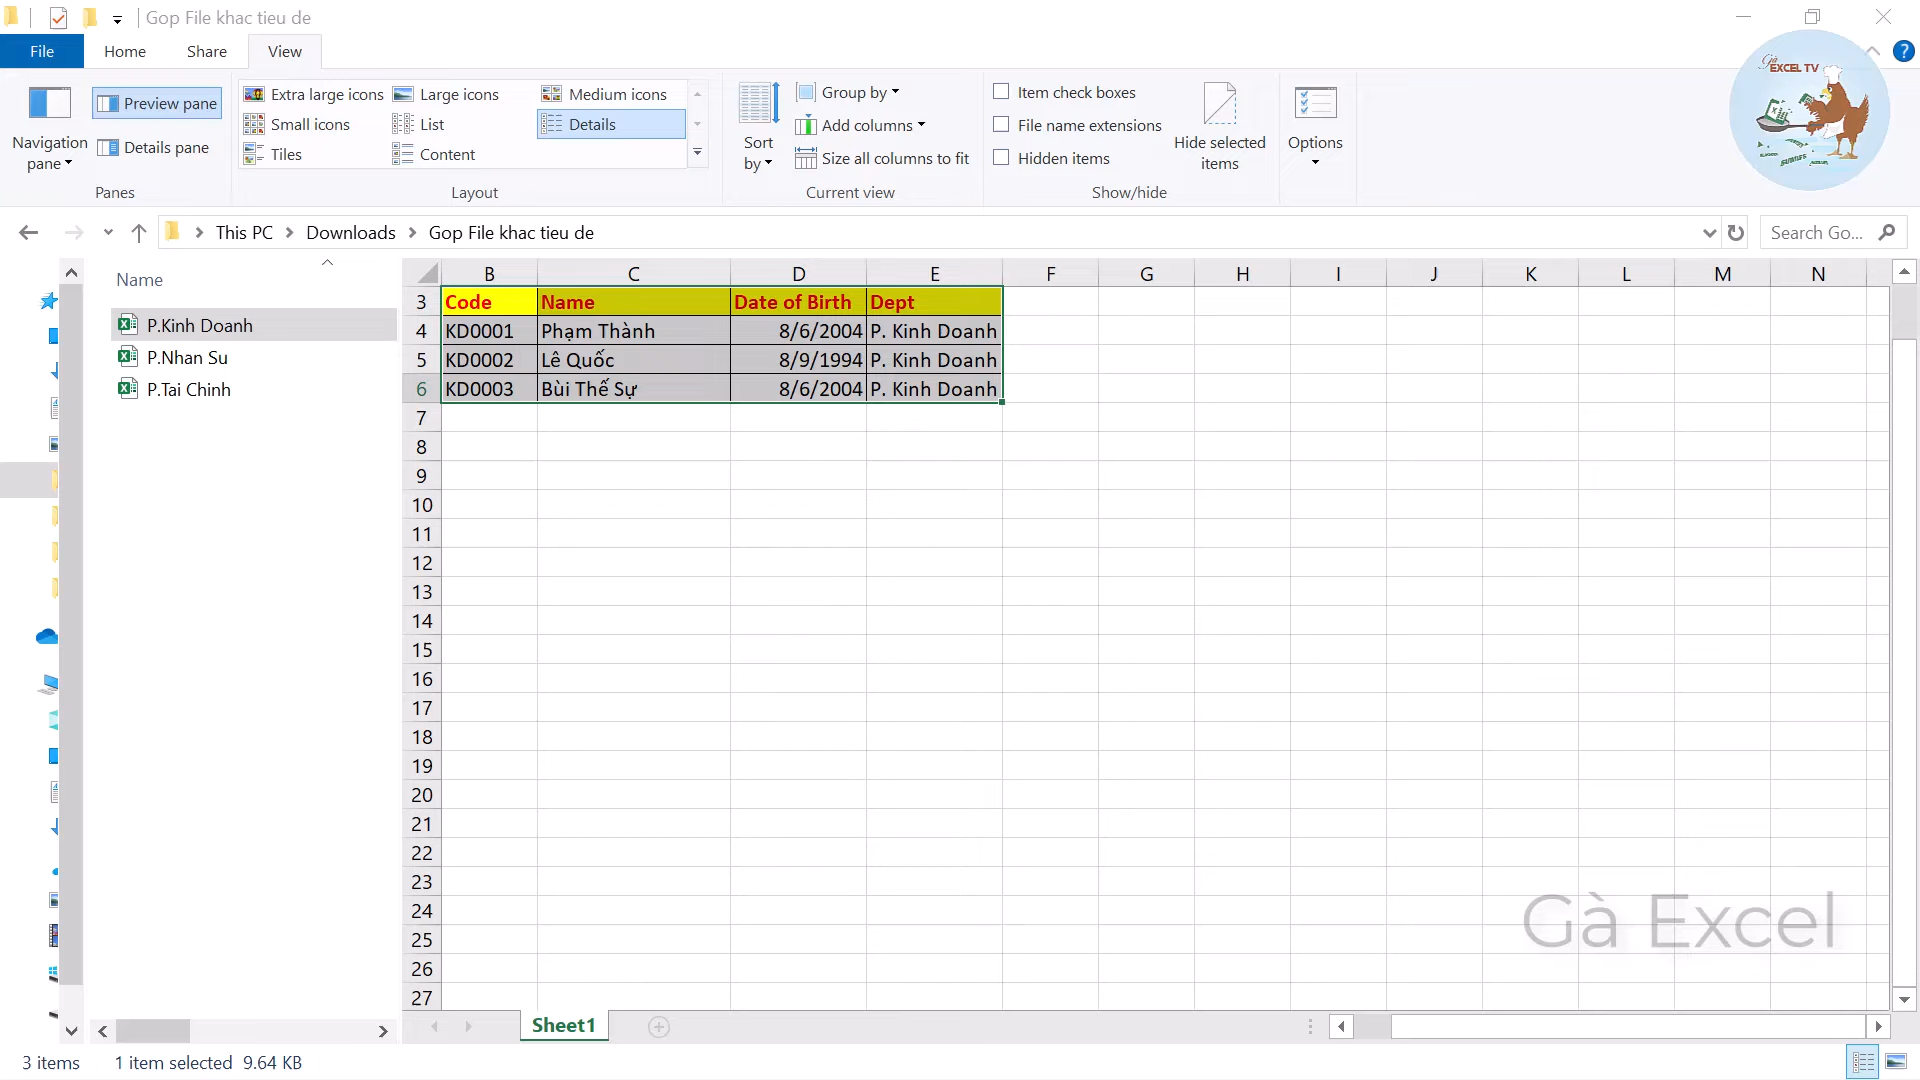 Gop File khac tieu de
File Home Share View
Navigation pane
Preview pane
Details pane
Panes
Extra large icons Large icons Medium icons
Small icons List Details
Tiles Content
Layout
Sort by
Group by
Add columns
Size all columns to fit
Current view
Item check boxes
File name extensions
Hidden items
Hide selected items
Show/hide
Options
?
Gà EXCEL TV
This PC Downloads Gop File khac tieu de
Search Go...
Name
P.Kinh Doanh
P.Nhan Su
P.Tai Chinh
B C D E F G H I J K L M N
3 Code Name Date of Birth Dept
4 KD0001 Phạm Thành 8/6/2004 P. Kinh Doanh
5 KD0002 Lê Quốc 8/9/1994 P. Kinh Doanh
6 KD0003 Bùi Thế Sự 8/6/2004 P. Kinh Doanh
7
8
9
10
11
12
13
14
15
16
17
18
19
20
21
22
23
24
25
26
27
Gà Excel
Sheet1
3 items 1 item selected 9.64 KB